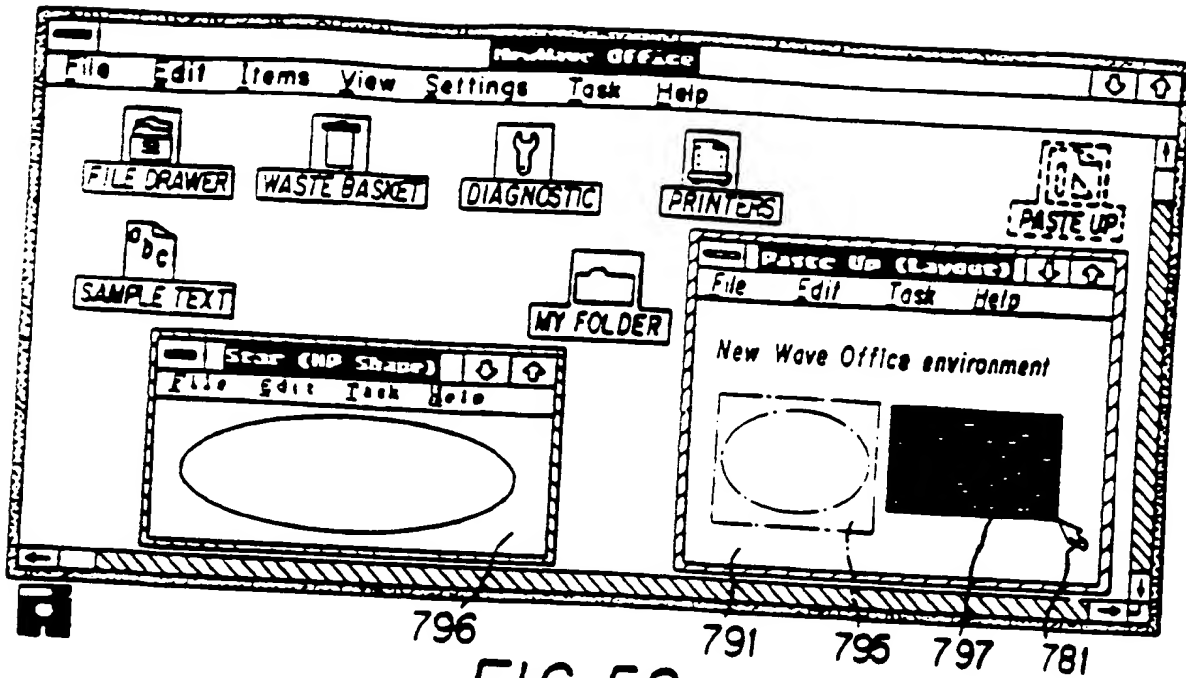 NewWave Office
File Edit Items View Settings Task Help
FILE DRAWER WASTE BASKET DIAGNOSTIC PRINTERS PASTE UP
abc
SAMPLE TEXT
MY FOLDER
Paste Up (Layout)
File Edit Task Help
New Wave Office environment
Star (HP Shape)
File Edit Task Help
796 791 795 797 781